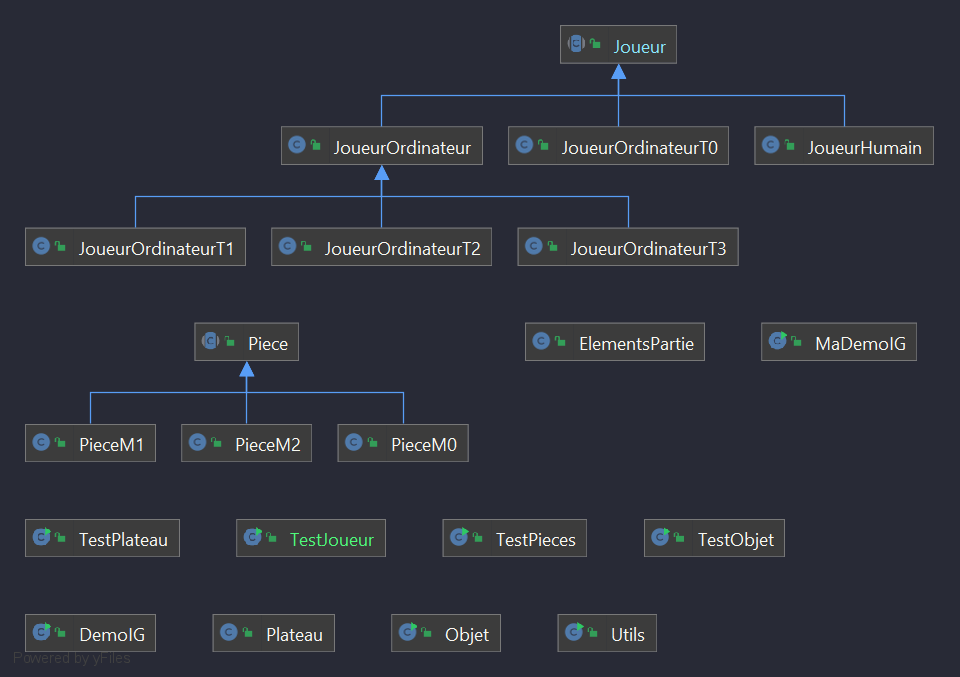 Joueur
JoueurOrdinateur
JoueurOrdinateurT0
JoueurHumain
JoueurOrdinateurT1
JoueurOrdinateurT2
JoueurOrdinateurT3
Piece
ElementsPartie
MaDemoIG
PieceM1
PieceM2
PieceM0
TestPlateau
TestJoueur
TestPieces
TestObjet
DemoIG
Plateau
Objet
Utils
Powered by yFiles